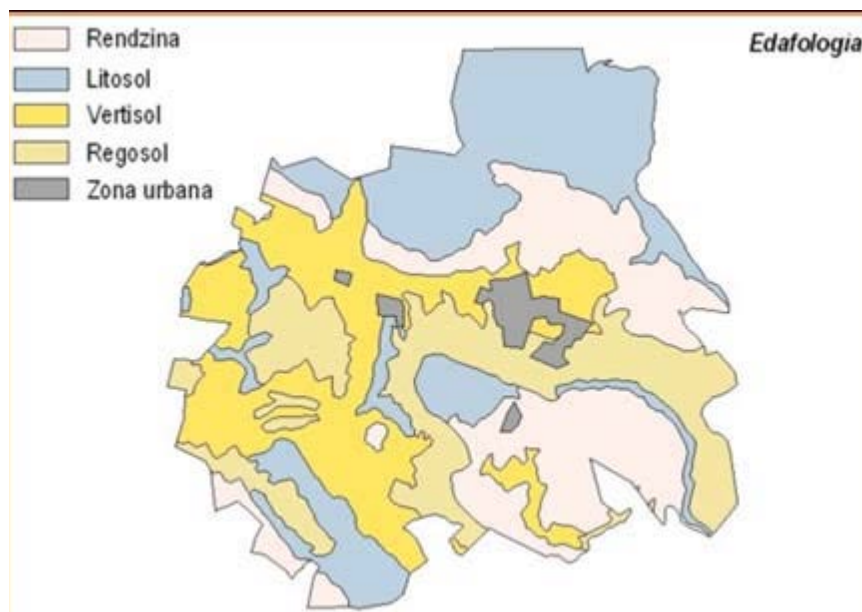 Rendzina
Edafologia
Litosol
Vertisol
Regosol
Zona urbana